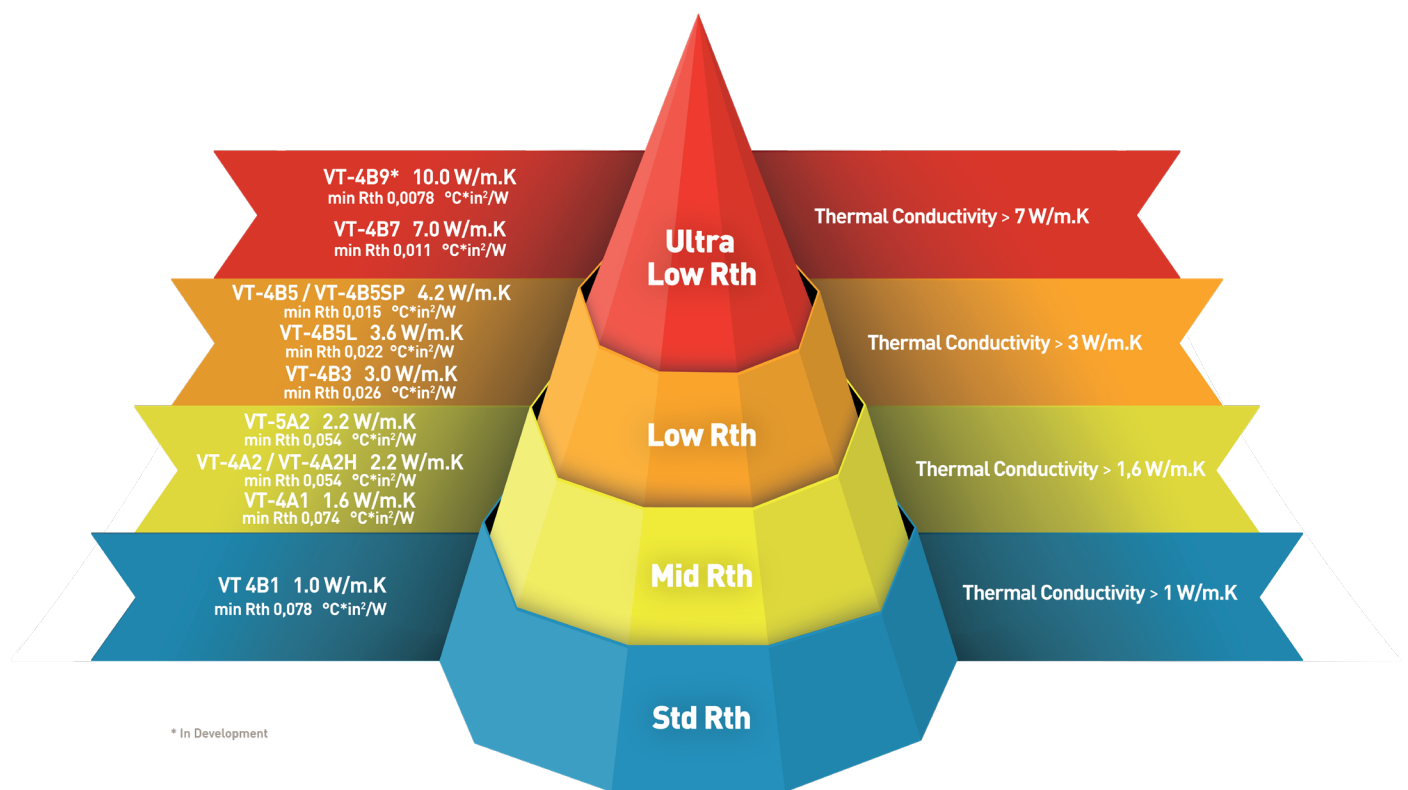 VT-4B9* 10.0 W/m.K
min Rth 0,0078 °C*in²/W
VT-4B7 7.0 W/m.K
min Rth 0,011 °C*in²/W
Ultra
Low Rth
Thermal Conductivity > 7 W/m.K
VT-4B5 / VT-4B5SP 4.2 W/m.K
min Rth 0,015 °C*in²/W
VT-4B5L 3.6 W/m.K
min Rth 0,022 °C*in²/W
VT-4B3 3.0 W/m.K
min Rth 0,026 °C*in²/W
Low Rth
Thermal Conductivity > 3 W/m.K
VT-5A2 2.2 W/m.K
min Rth 0,054 °C*in²/W
VT-4A2 / VT-4A2H 2.2 W/m.K
min Rth 0,054 °C*in²/W
VT-4A1 1.6 W/m.K
min Rth 0,074 °C*in²/W
Mid Rth
Thermal Conductivity > 1,6 W/m.K
VT 4B1 1.0 W/m.K
min Rth 0,078 °C*in²/W
Std Rth
Thermal Conductivity > 1 W/m.K
* In Development